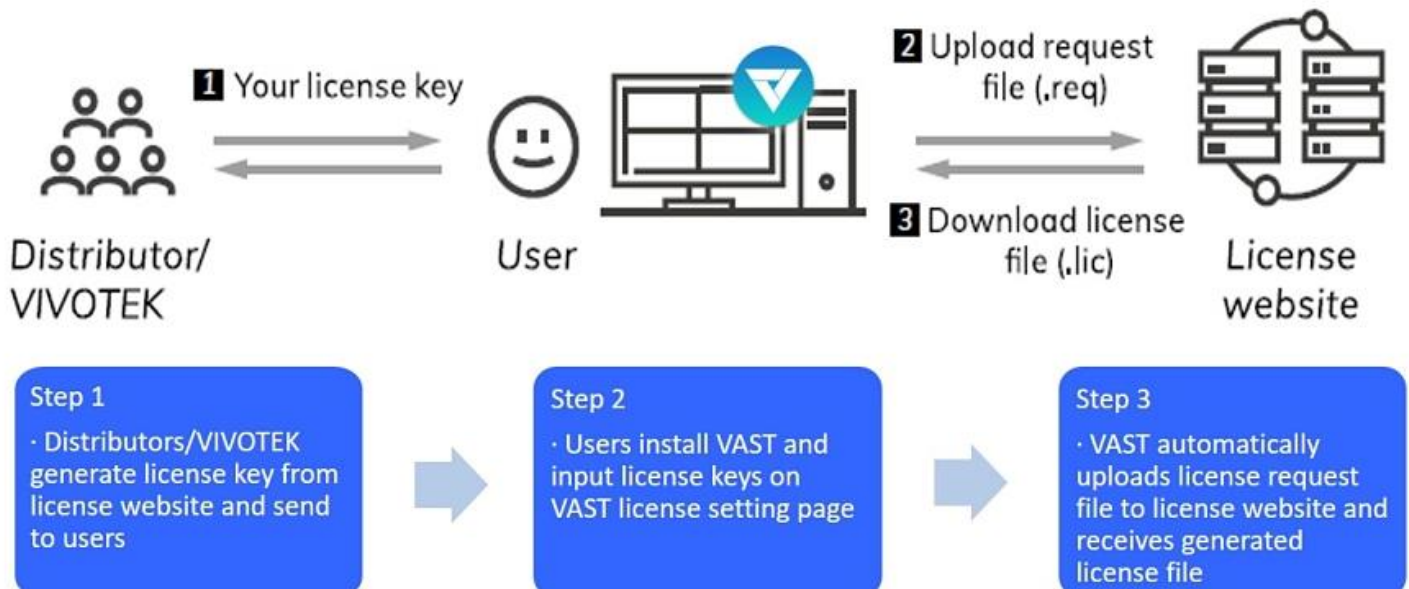 1 Your license key
2 Upload request
file (.req)
3 Download license
file (.lic)
Distributor/
VIVOTEK
User
License
website
Step 1
· Distributors/VIVOTEK
generate license key from
license website and send
to users
Step 2
· Users install VAST and
input license keys on
VAST license setting page
Step 3
· VAST automatically
uploads license request
file to license website and
receives generated
license file